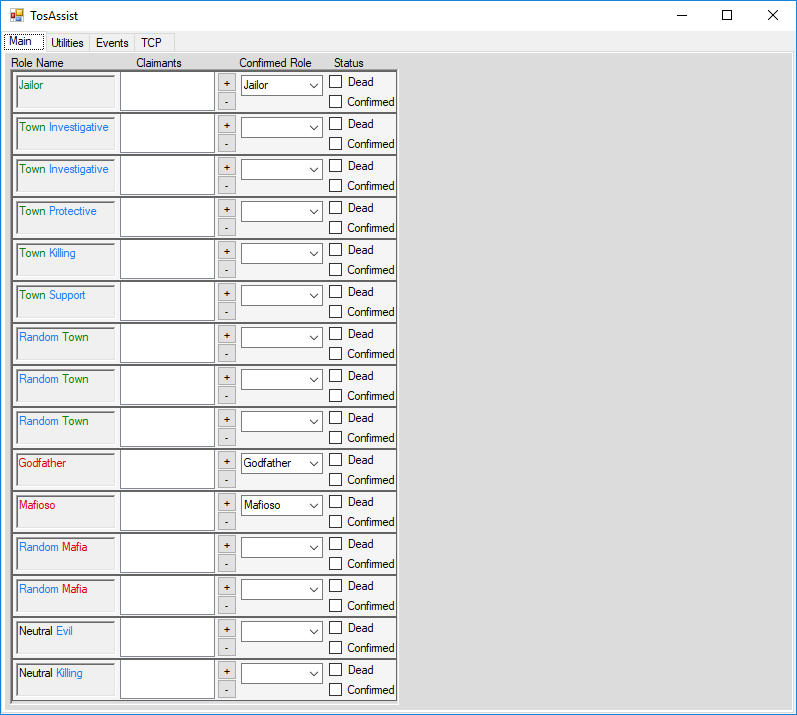 TosAssist
Main Utilities Events TCP
Role Name Claimants Confirmed Role Status
Jailor + Jailor Dead
- Confirmed
Town Investigative + Dead
- Confirmed
Town Investigative + Dead
- Confirmed
Town Protective + Dead
- Confirmed
Town Killing + Dead
- Confirmed
Town Support + Dead
- Confirmed
Random Town + Dead
- Confirmed
Random Town + Dead
- Confirmed
Random Town + Dead
- Confirmed
Godfather + Godfather Dead
- Confirmed
Mafioso + Mafioso Dead
- Confirmed
Random Mafia + Dead
- Confirmed
Random Mafia + Dead
- Confirmed
Neutral Evil + Dead
- Confirmed
Neutral Killing + Dead
- Confirmed